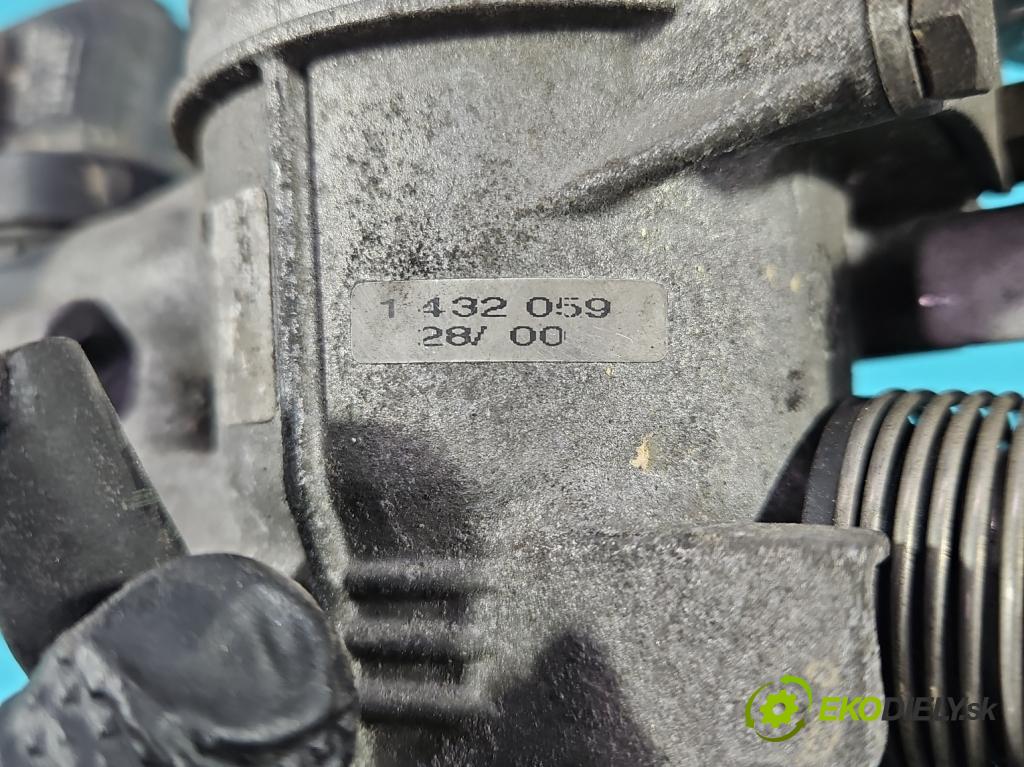 1 432 059
28/ 00
EKODIELY.sk